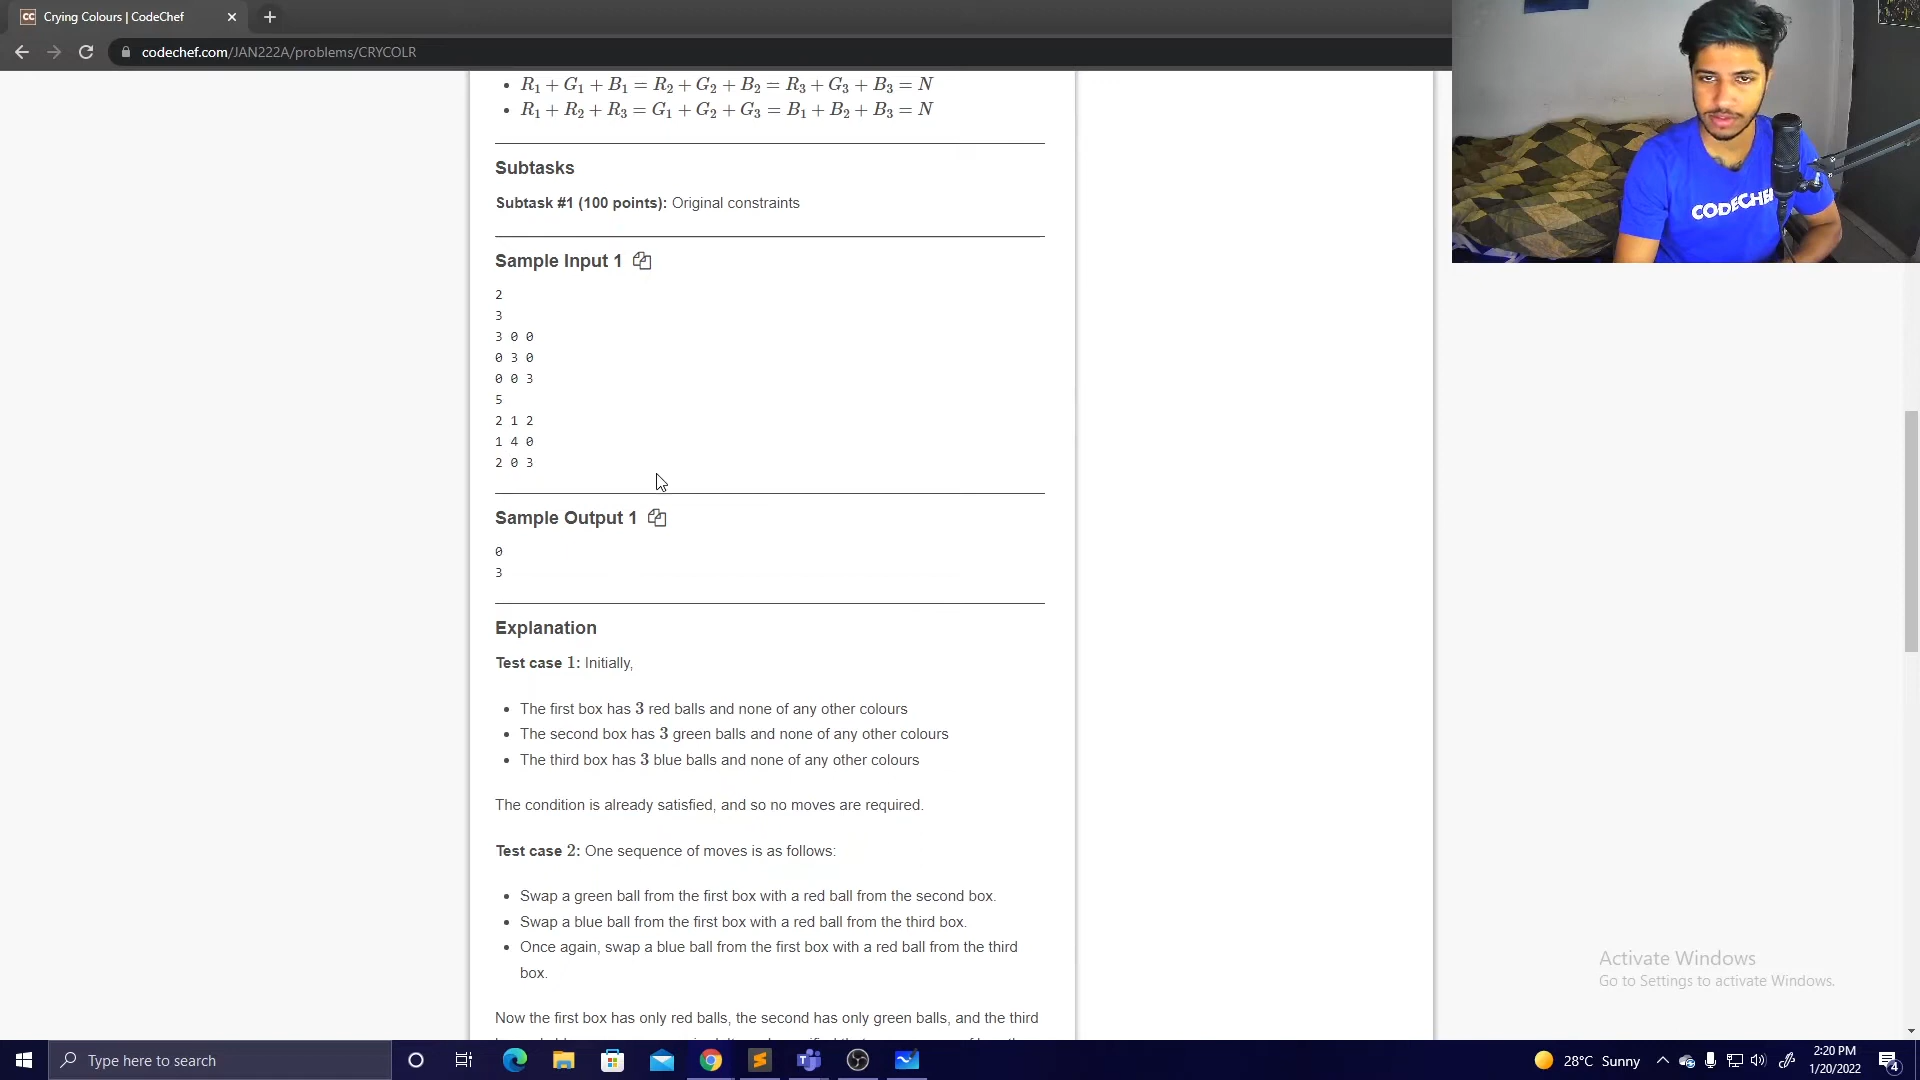 Crying Colours | CodeChef
codechef.com/JAN222A/problems/CRYCOLR
R₁ + G₁ + B₁ = R₂ + G₂ + B₂ = R₃ + G₃ + B₃ = N
R₁ + R₂ + R₃ = G₁ + G₂ + G₃ = B₁ + B₂ + B₃ = N
CODECHEF
Subtasks
Subtask #1 (100 points): Original constraints
Sample Input 1
2
3
3 0 0
0 3 0
0 0 3
5
2 1 2
1 4 0
2 0 3
Sample Output 1
0
3
Explanation
Test case 1: Initially,
The first box has 3 red balls and none of any other colours
The second box has 3 green balls and none of any other colours
The third box has 3 blue balls and none of any other colours
The condition is already satisfied, and so no moves are required.
Test case 2: One sequence of moves is as follows:
Swap a green ball from the first box with a red ball from the second box.
Swap a blue ball from the first box with a red ball from the third box.
Once again, swap a blue ball from the first box with a red ball from the third
box.
Now the first box has only red balls, the second has only green balls, and the third
Activate Windows
Go to Settings to activate Windows.
Type here to search
28°C Sunny
2:20 PM
1/20/2022
4